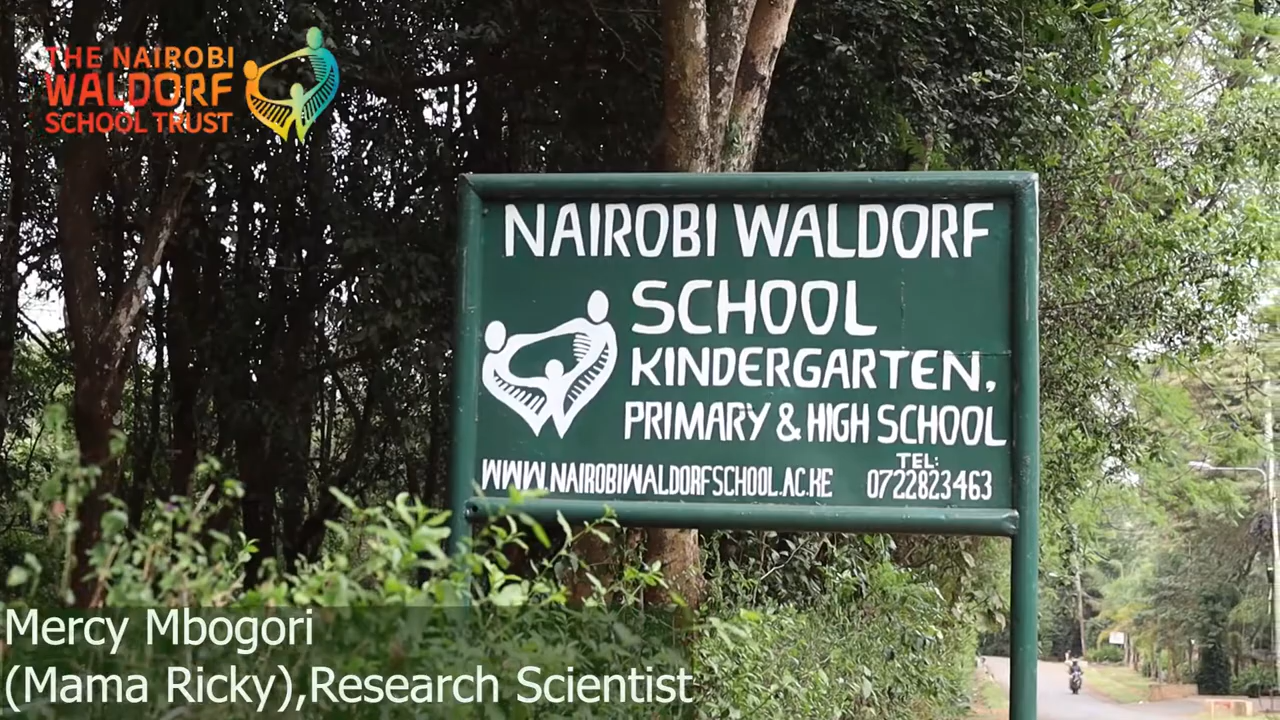 THE NAIROBI
WALDORF
SCHOOL TRUST
NAIROBI WALDORF
SCHOOL
KINDERGARTEN,
PRIMARY & HIGH SCHOOL
WWW.NAIROBIWALDORFSCHOOL.AC.KE
TEL:
0722823463
Mercy Mbogori
(Mama Ricky),Research Scientist